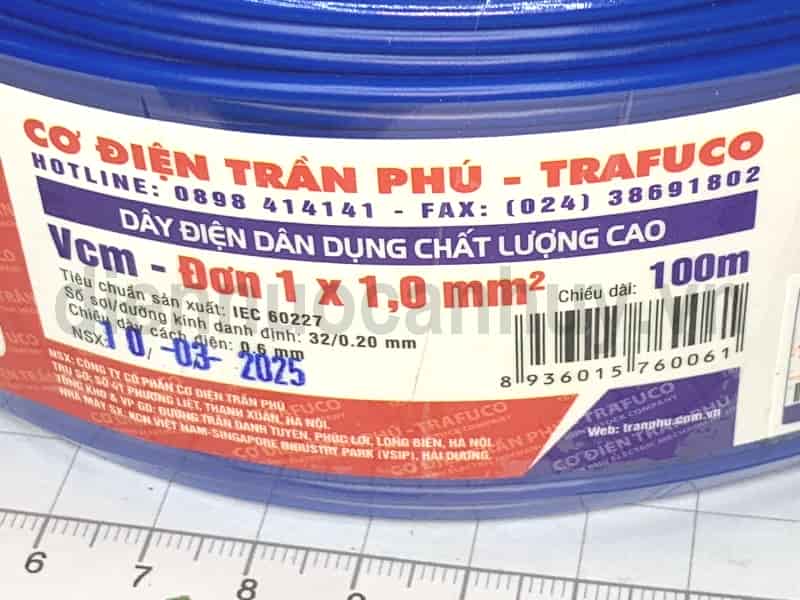 CƠ ĐIỆN TRẦN PHÚ - TRAFUCO
HOTLINE: 0898 414141 - FAX: (024) 38691802
DÂY ĐIỆN DÂN DỤNG CHẤT LƯỢNG CAO
Vcm - Đơn 1 x 1,0 mm² Chiều dài: 100m
Tiêu chuẩn sản xuất: IEC 60227
Số sợi/đường kính danh định: 32/0.20 mm
Chiều dày cách điện: 0,6 mm
NSX: 10 -03- 2025
8 936015 760061
NSX: CÔNG TY CỔ PHẦN CƠ ĐIỆN TRẦN PHÚ
TRỤ SỞ: SỐ 41 PHƯƠNG LIỆT, THANH XUÂN, HÀ NỘI.
TỔNG KHO & VP GD: ĐƯỜNG TRẦN DANH TUYÊN, PHÚC LỢI, LONG BIÊN, HÀ NỘI.
NHÀ MÁY SX: KCN VIỆT NAM-SINGAPORE INDUSTRY PARK (VSIP), HẢI DƯƠNG.
Web: tranphu.com.vn
CƠ ĐIỆN TRẦN PHÚ - TRAFUCO
diennuocanhuy.vn
6 7 8 9